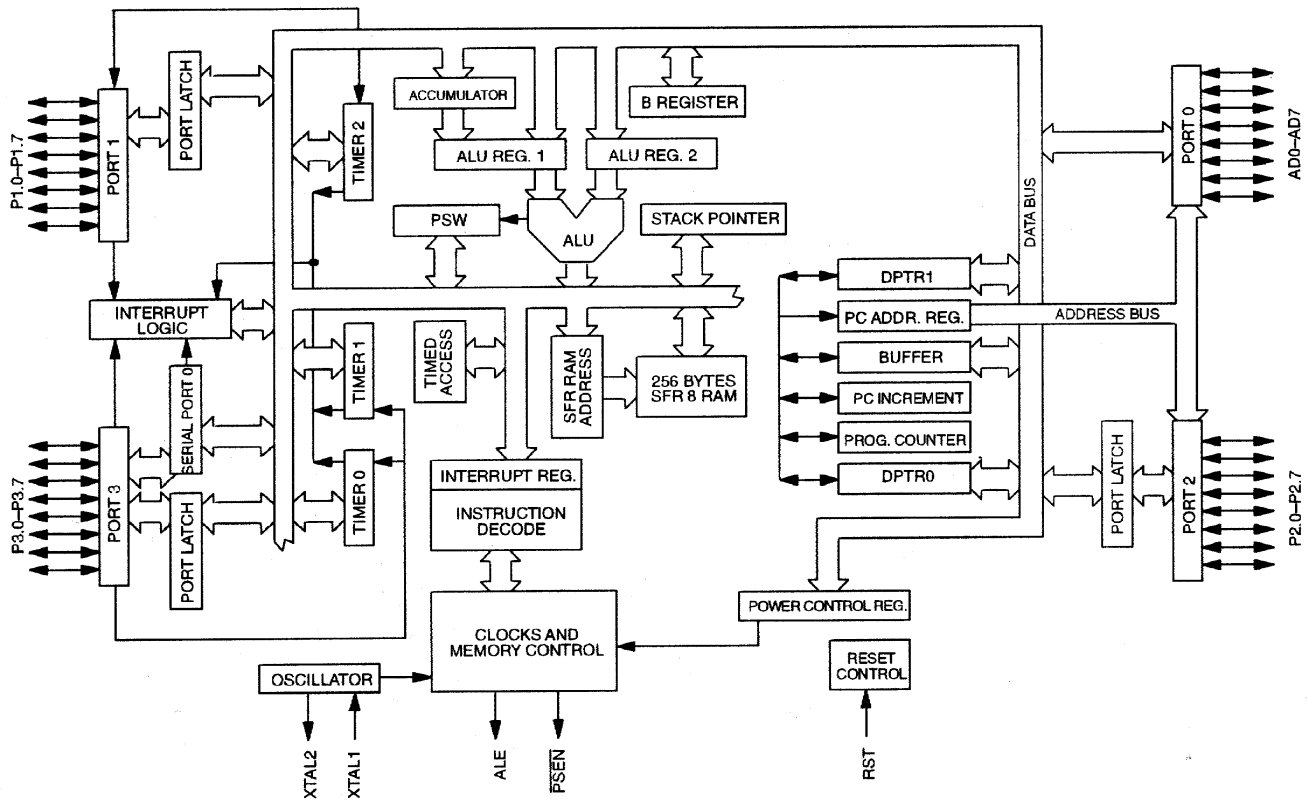 P1.0–P1.7
PORT 1
PORT LATCH
TIMER 2
ACCUMULATOR
B REGISTER
ALU REG. 1
ALU REG. 2
PSW
ALU
STACK POINTER
DATA BUS
PORT 0
AD0–AD7
INTERRUPT
LOGIC
TIMER 1
TIMED
ACCESS
SFR RAM
ADDRESS
256 BYTES
SFR 8 RAM
DPTR1
PC ADDR. REG.
ADDRESS BUS
BUFFER
PC INCREMENT
PROG. COUNTER
DPTR0
P3.0–P3.7
PORT 3
SERIAL PORT 0
PORT LATCH
TIMER 0
INTERRUPT REG.
INSTRUCTION
DECODE
PORT LATCH
PORT 2
P2.0–P2.7
CLOCKS AND
MEMORY CONTROL
POWER CONTROL REG.
RESET
CONTROL
OSCILLATOR
XTAL2
XTAL1
ALE
PSEN
RST